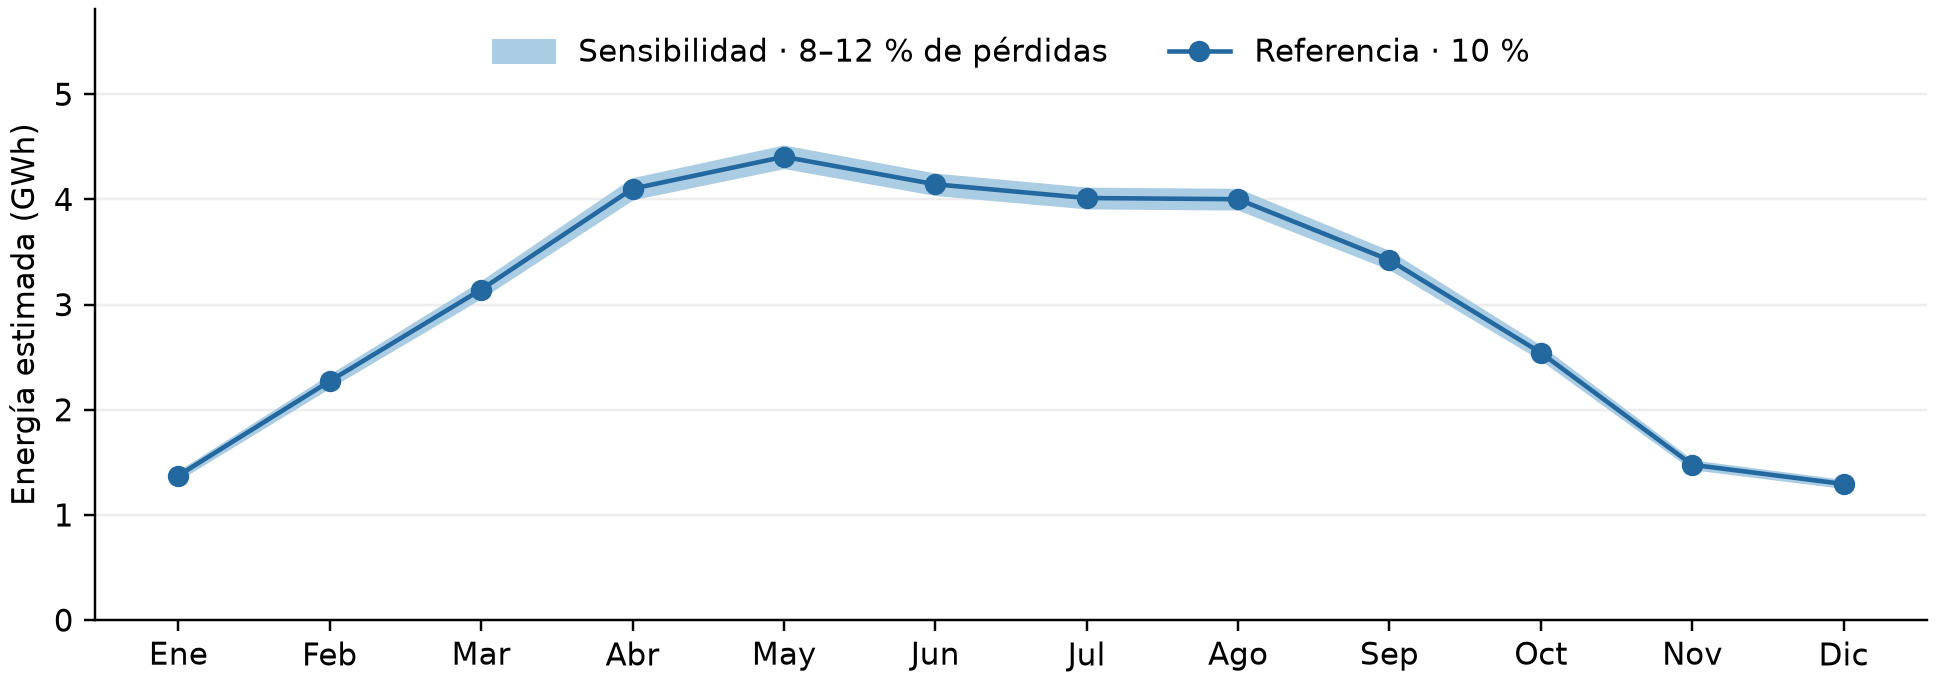 Sensibilidad · 8–12 % de pérdidas
Referencia · 10 %
Energía estimada (GWh)
5
4
3
2
1
0
Ene Feb Mar Abr May Jun Jul Ago Sep Oct Nov Dic